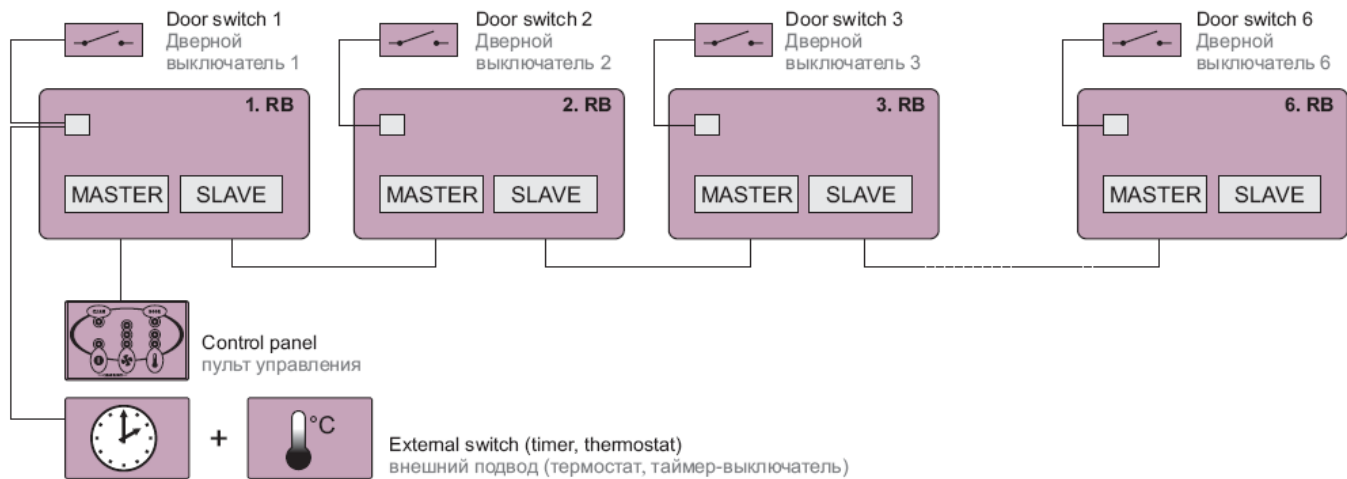 Door switch 1
Дверной
выключатель 1
Door switch 2
Дверной
выключатель 2
Door switch 3
Дверной
выключатель 3
Door switch 6
Дверной
выключатель 6
1. RB
2. RB
3. RB
6. RB
MASTER SLAVE
MASTER SLAVE
MASTER SLAVE
MASTER SLAVE
Control panel
пульт управления
+
°C
External switch (timer, thermostat)
внешний подвод (термостат, таймер-выключатель)